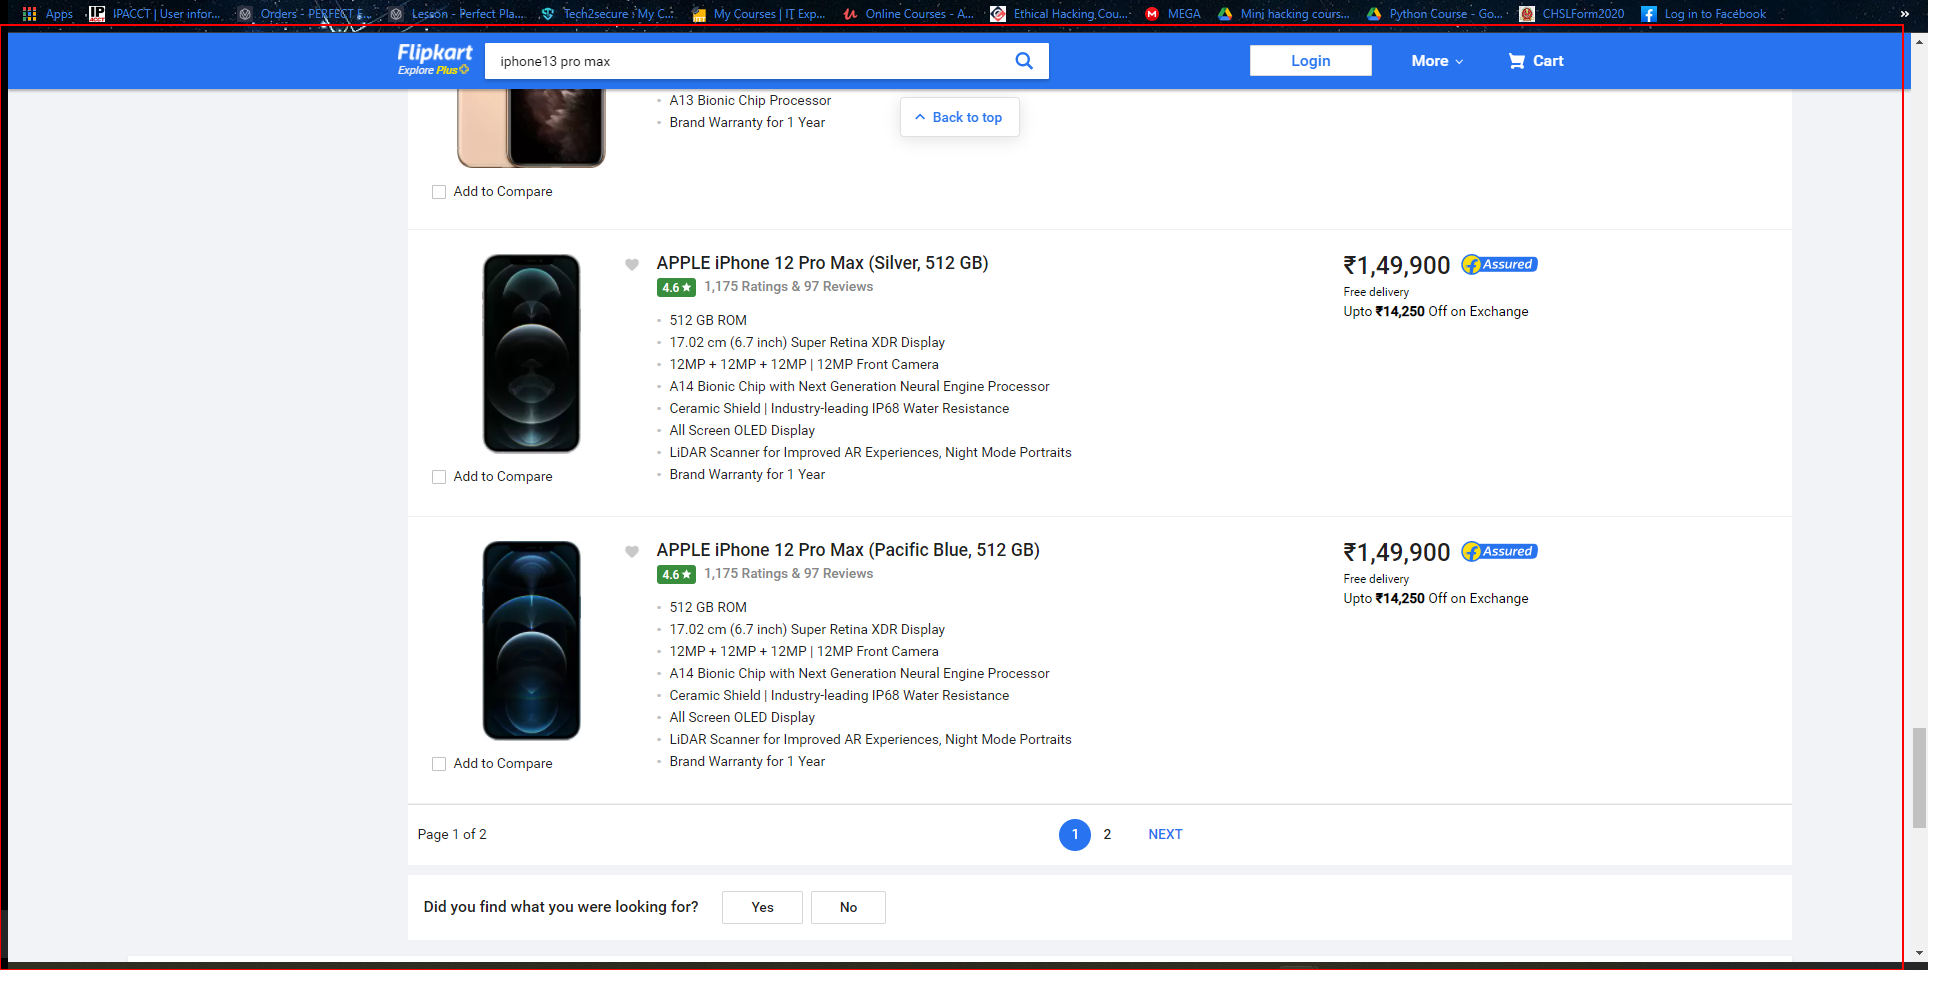 Apps IPACCT | User infor... Orders - PERFECT E... Lesson - Perfect Pla... Tech2secure : My C... My Courses | IT Exp... Online Courses - A... Ethical Hacking Cou... MEGA Mini hacking cours... Python Course - Go... CHSLForm2020 Log in to Facebook »
Flipkart
Explore Plus
iphone13 pro max
Login More Cart
A13 Bionic Chip Processor
Brand Warranty for 1 Year
Back to top
Add to Compare
APPLE iPhone 12 Pro Max (Silver, 512 GB)
4.6★ 1,175 Ratings & 97 Reviews
512 GB ROM
17.02 cm (6.7 inch) Super Retina XDR Display
12MP + 12MP + 12MP | 12MP Front Camera
A14 Bionic Chip with Next Generation Neural Engine Processor
Ceramic Shield | Industry-leading IP68 Water Resistance
All Screen OLED Display
LiDAR Scanner for Improved AR Experiences, Night Mode Portraits
Brand Warranty for 1 Year
₹1,49,900 Assured
Free delivery
Upto ₹14,250 Off on Exchange
Add to Compare
APPLE iPhone 12 Pro Max (Pacific Blue, 512 GB)
4.6★ 1,175 Ratings & 97 Reviews
512 GB ROM
17.02 cm (6.7 inch) Super Retina XDR Display
12MP + 12MP + 12MP | 12MP Front Camera
A14 Bionic Chip with Next Generation Neural Engine Processor
Ceramic Shield | Industry-leading IP68 Water Resistance
All Screen OLED Display
LiDAR Scanner for Improved AR Experiences, Night Mode Portraits
Brand Warranty for 1 Year
₹1,49,900 Assured
Free delivery
Upto ₹14,250 Off on Exchange
Add to Compare
Page 1 of 2
1 2 NEXT
Did you find what you were looking for? Yes No